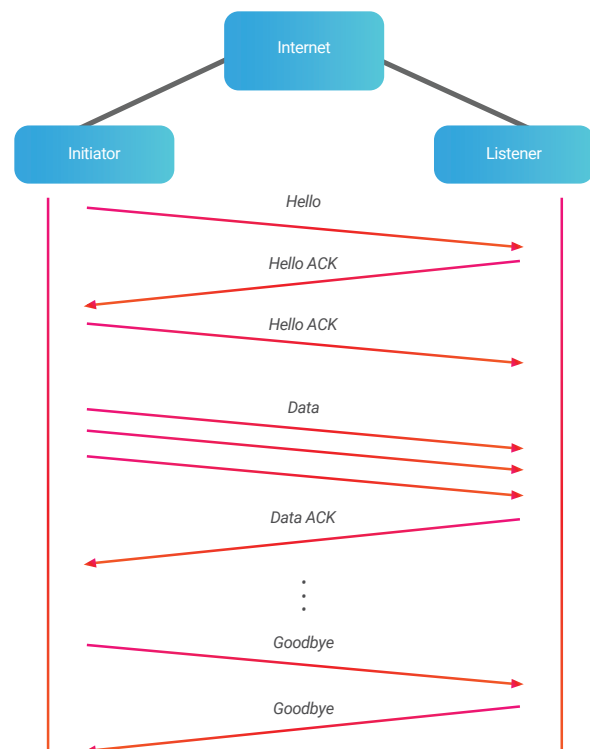 Internet
Initiator
Listener
Hello
Hello ACK
Hello ACK
Data
Data ACK
Goodbye
Goodbye